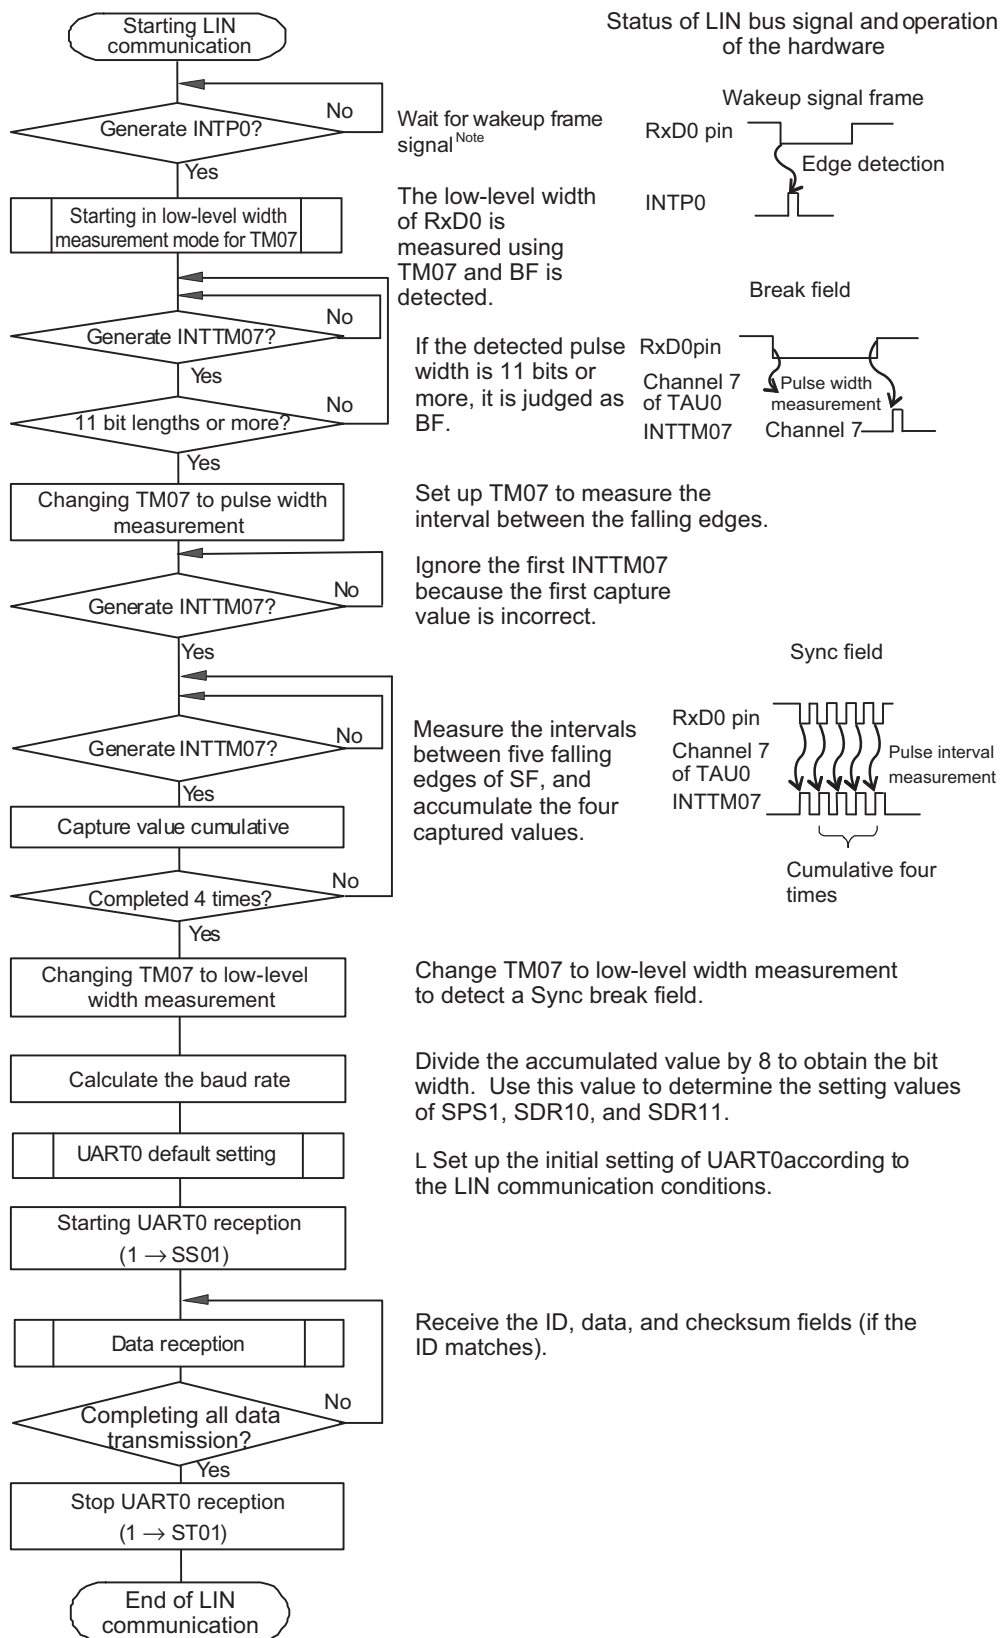 Starting LIN
communication
Status of LIN bus signal and operation
of the hardware
Generate INTP0?
No
Yes
Wait for wakeup frame
signal Note
Wakeup signal frame
RxD0 pin
Edge detection
INTP0
Starting in low-level width
measurement mode for TM07
The low-level width
of RxD0 is
measured using
TM07 and BF is
detected.
Generate INTTM07?
No
Yes
11 bit lengths or more?
No
Yes
If the detected pulse
width is 11 bits or
more, it is judged as
BF.
Break field
RxD0pin
Channel 7
of TAU0
Pulse width
measurement
INTTM07
Channel 7
Changing TM07 to pulse width
measurement
Set up TM07 to measure the
interval between the falling edges.
Generate INTTM07?
No
Yes
Ignore the first INTTM07
because the first capture
value is incorrect.
Generate INTTM07?
No
Yes
Capture value cumulative
Completed 4 times?
No
Yes
Measure the intervals
between five falling
edges of SF, and
accumulate the four
captured values.
Sync field
RxD0 pin
Channel 7
of TAU0
Pulse interval
measurement
INTTM07
Cumulative four
times
Changing TM07 to low-level
width measurement
Change TM07 to low-level width measurement
to detect a Sync break field.
Calculate the baud rate
Divide the accumulated value by 8 to obtain the bit
width.  Use this value to determine the setting values
of SPS1, SDR10, and SDR11.
UART0 default setting
L Set up the initial setting of UART0according to
the LIN communication conditions.
Starting UART0 reception
(1 → SS01)
Data reception
Receive the ID, data, and checksum fields (if the
ID matches).
Completing all data
transmission?
No
Yes
Stop UART0 reception
(1 → ST01)
End of LIN
communication